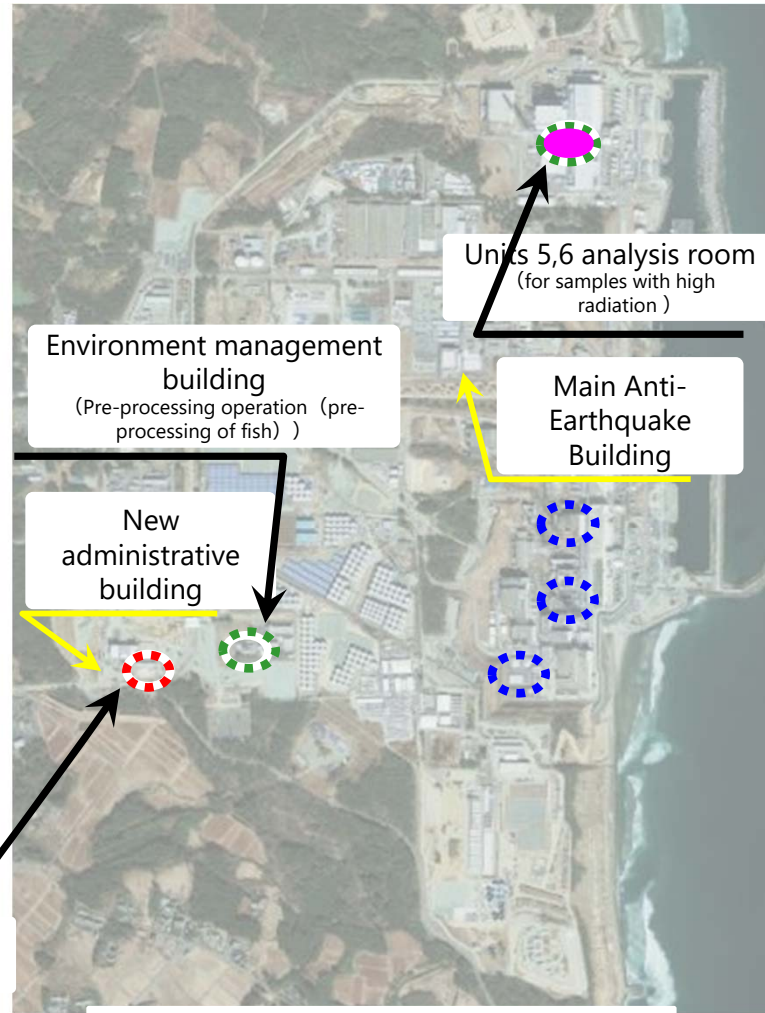 Units 5,6 analysis room
（for samples with high
radiation ）
Environment management
building
（Pre-processing operation（pre-
processing of fish））
Main Anti-
Earthquake
Building
New
administrative
building